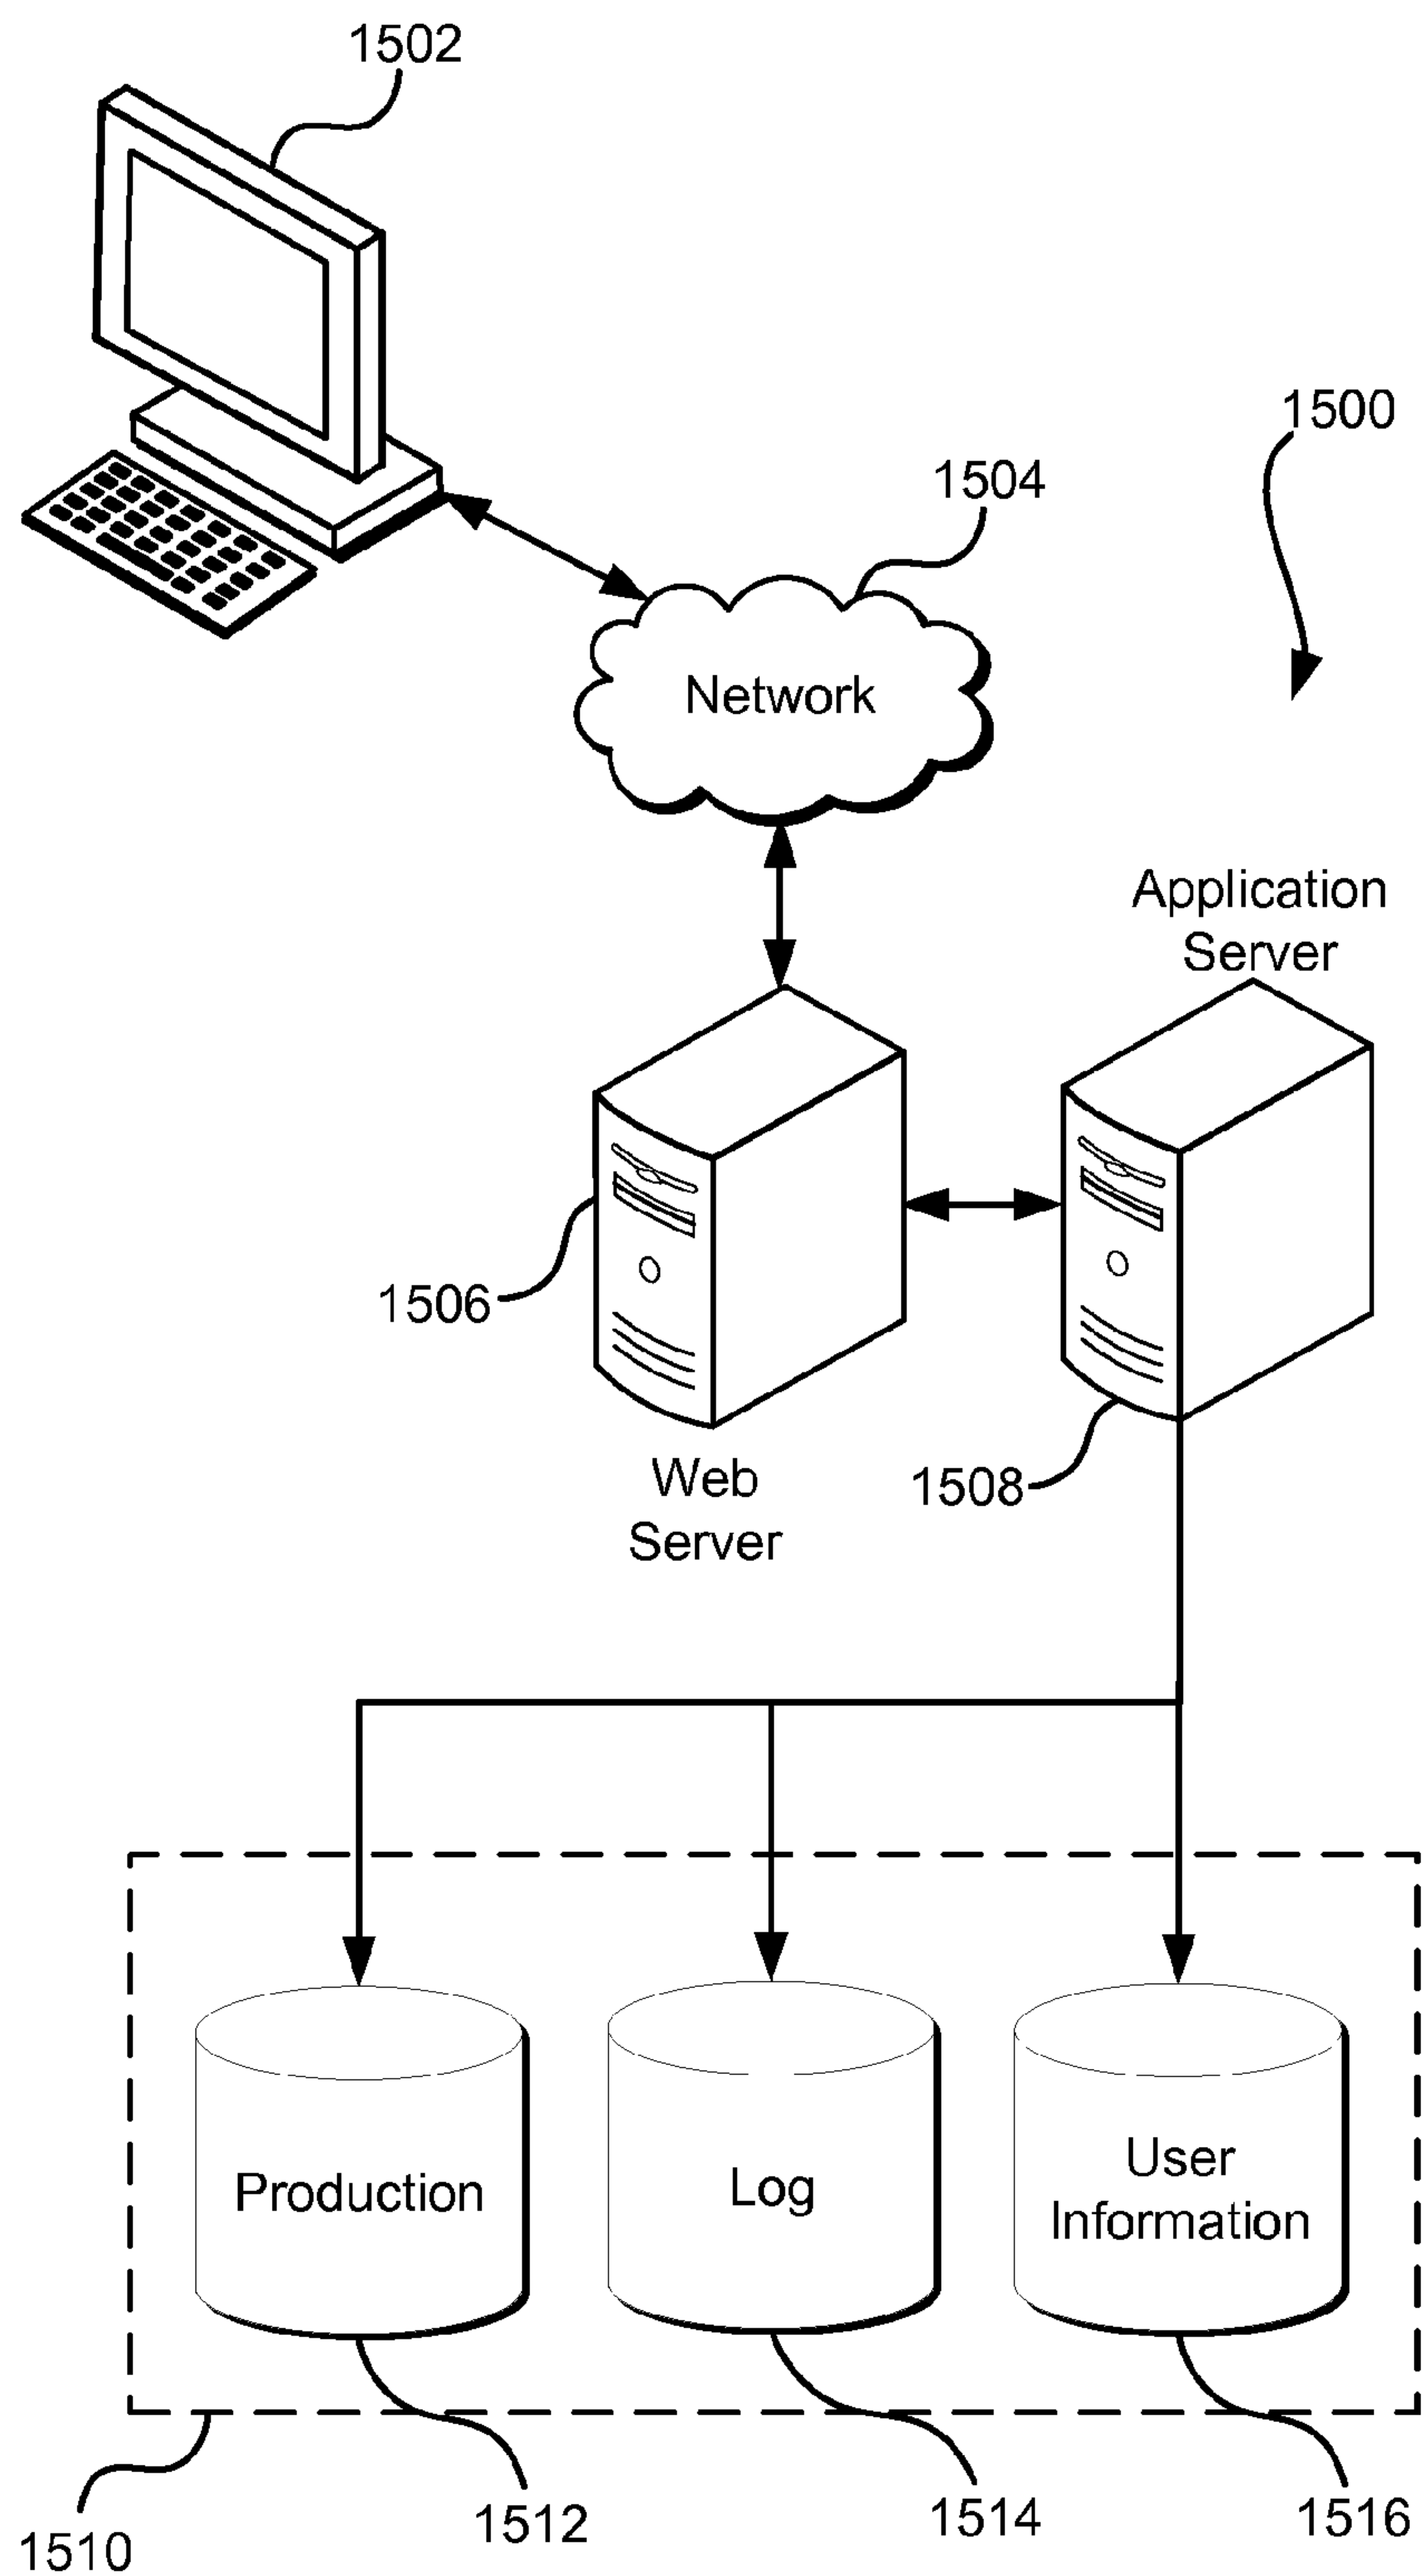 1502
1500
1504
Network
Application
Server
1506
1508
Web
Server
Production
Log
User
Information
1510
1512
1514
1516